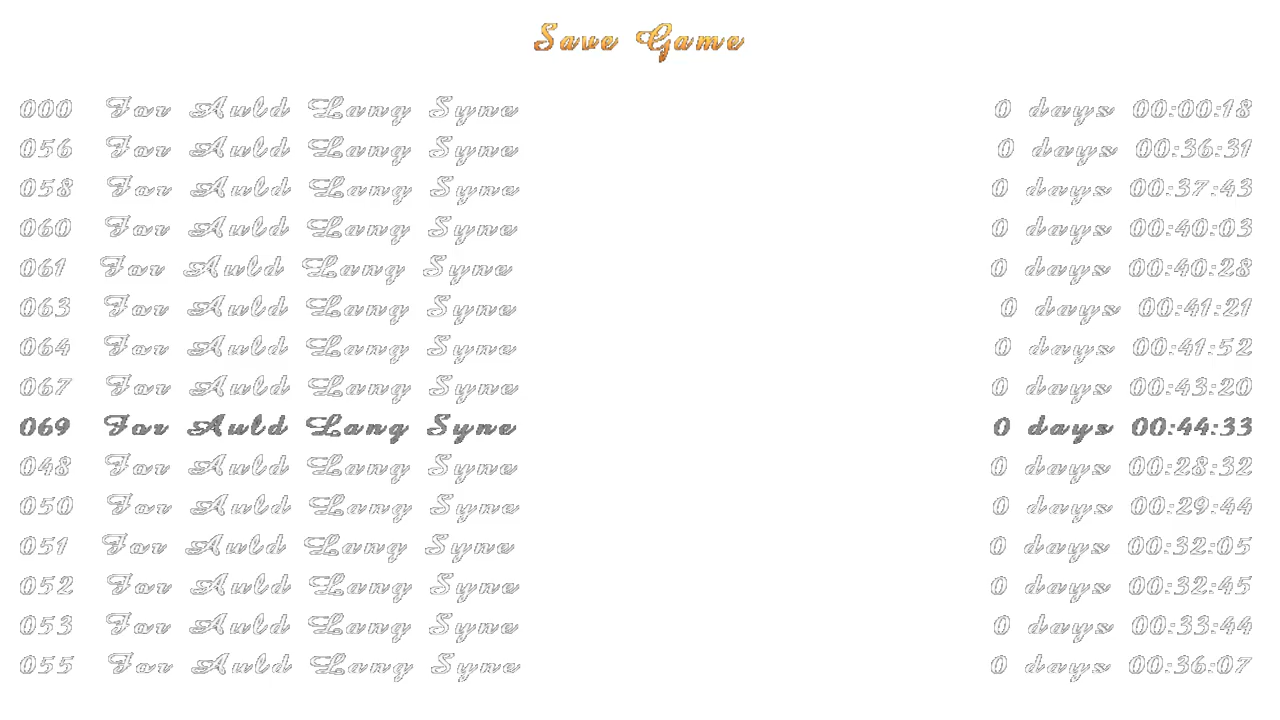 Save Game
000 For Auld Lang Syne 0 days 00:00:18
056 For Auld Lang Syne 0 days 00:36:31
058 For Auld Lang Syne 0 days 00:37:43
060 For Auld Lang Syne 0 days 00:40:03
061 For Auld Lang Syne 0 days 00:40:28
063 For Auld Lang Syne 0 days 00:41:21
064 For Auld Lang Syne 0 days 00:41:52
067 For Auld Lang Syne 0 days 00:43:20
069 For Auld Lang Syne 0 days 00:44:33
048 For Auld Lang Syne 0 days 00:28:32
050 For Auld Lang Syne 0 days 00:29:44
051 For Auld Lang Syne 0 days 00:32:05
052 For Auld Lang Syne 0 days 00:32:45
053 For Auld Lang Syne 0 days 00:33:44
055 For Auld Lang Syne 0 days 00:36:07